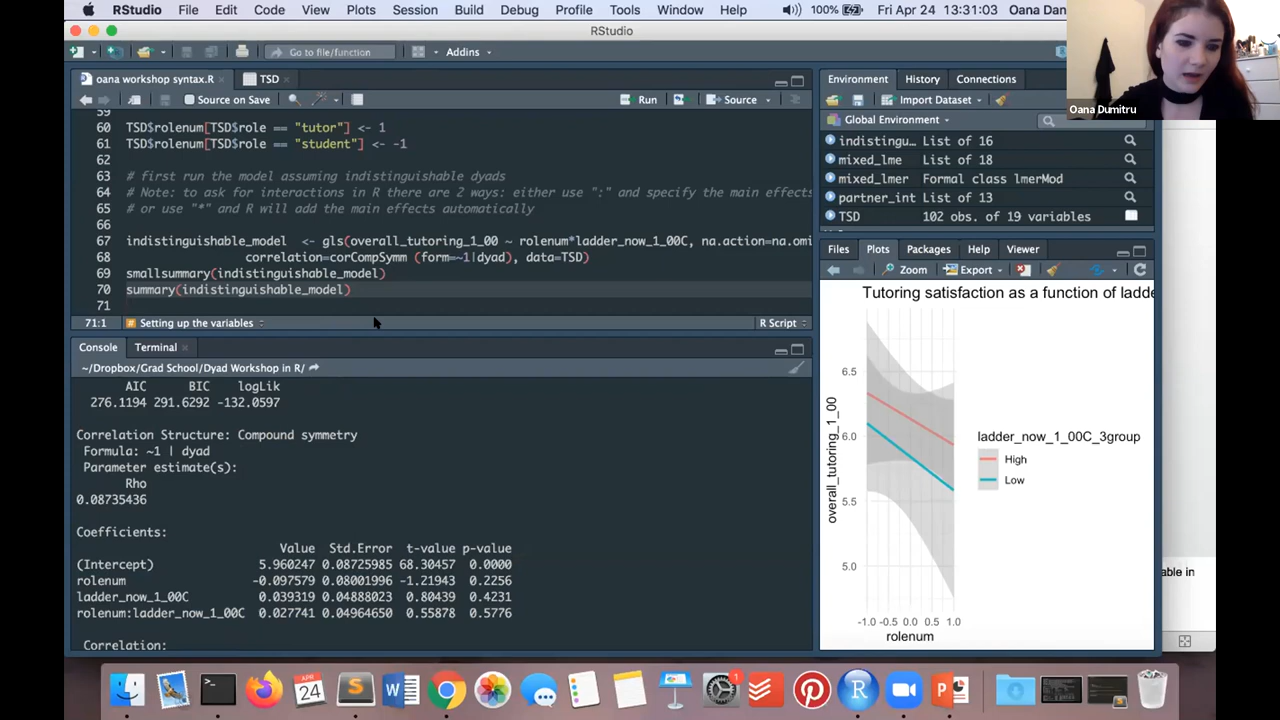 RStudio File Edit Code View Plots Session Build Debug Profile Tools Window Help 100% Fri Apr 24 13:31:03 Oana Dum
RStudio
Go to file/function Addins
oana workshop syntax.R TSD
Source on Save Run Source
59
60 TSD$rolenum[TSD$role == "tutor"] <- 1
61 TSD$rolenum[TSD$role == "student"] <- -1
62
63 # first run the model assuming indistinguishable dyads
64 # Note: to ask for interactions in R there are 2 ways: either use ":" and specify the main effects
65 # or use "*" and R will add the main effects automatically
66
67 indistinguishable_model <- gls(overall_tutoring_1_00 ~ rolenum*ladder_now_1_00C, na.action=na.omi
68 correlation=corCompSymm (form=~1|dyad), data=TSD)
69 smallsummary(indistinguishable_model)
70 summary(indistinguishable_model)
71
71:1 # Setting up the variables R Script
Console Terminal
~/Dropbox/Grad School/Dyad Workshop in R/
AIC BIC logLik
276.1194 291.6292 -132.0597
Correlation Structure: Compound symmetry
Formula: ~1 | dyad
Parameter estimate(s):
Rho
0.08735436
Coefficients:
Value Std.Error t-value p-value
(Intercept) 5.960247 0.08725985 68.30457 0.0000
rolenum -0.097579 0.08001996 -1.21943 0.2256
ladder_now_1_00C 0.039319 0.04888023 0.80439 0.4231
rolenum:ladder_now_1_00C 0.027741 0.04964650 0.55878 0.5776
Correlation:
Environment History Connections
Import Dataset
Global Environment
indistingu... List of 16
mixed_lme List of 18
mixed_lmer Formal class lmerMod
partner_int List of 13
TSD 102 obs. of 19 variables
Files Plots Packages Help Viewer
Zoom Export
Tutoring satisfaction as a function of ladde
overall_tutoring_1_00
6.5
6.0
5.5
5.0
-1.0 -0.5 0.0 0.5 1.0
rolenum
ladder_now_1_00C_3group
High
Low
Oana Dumitru
able in
APR
24
1